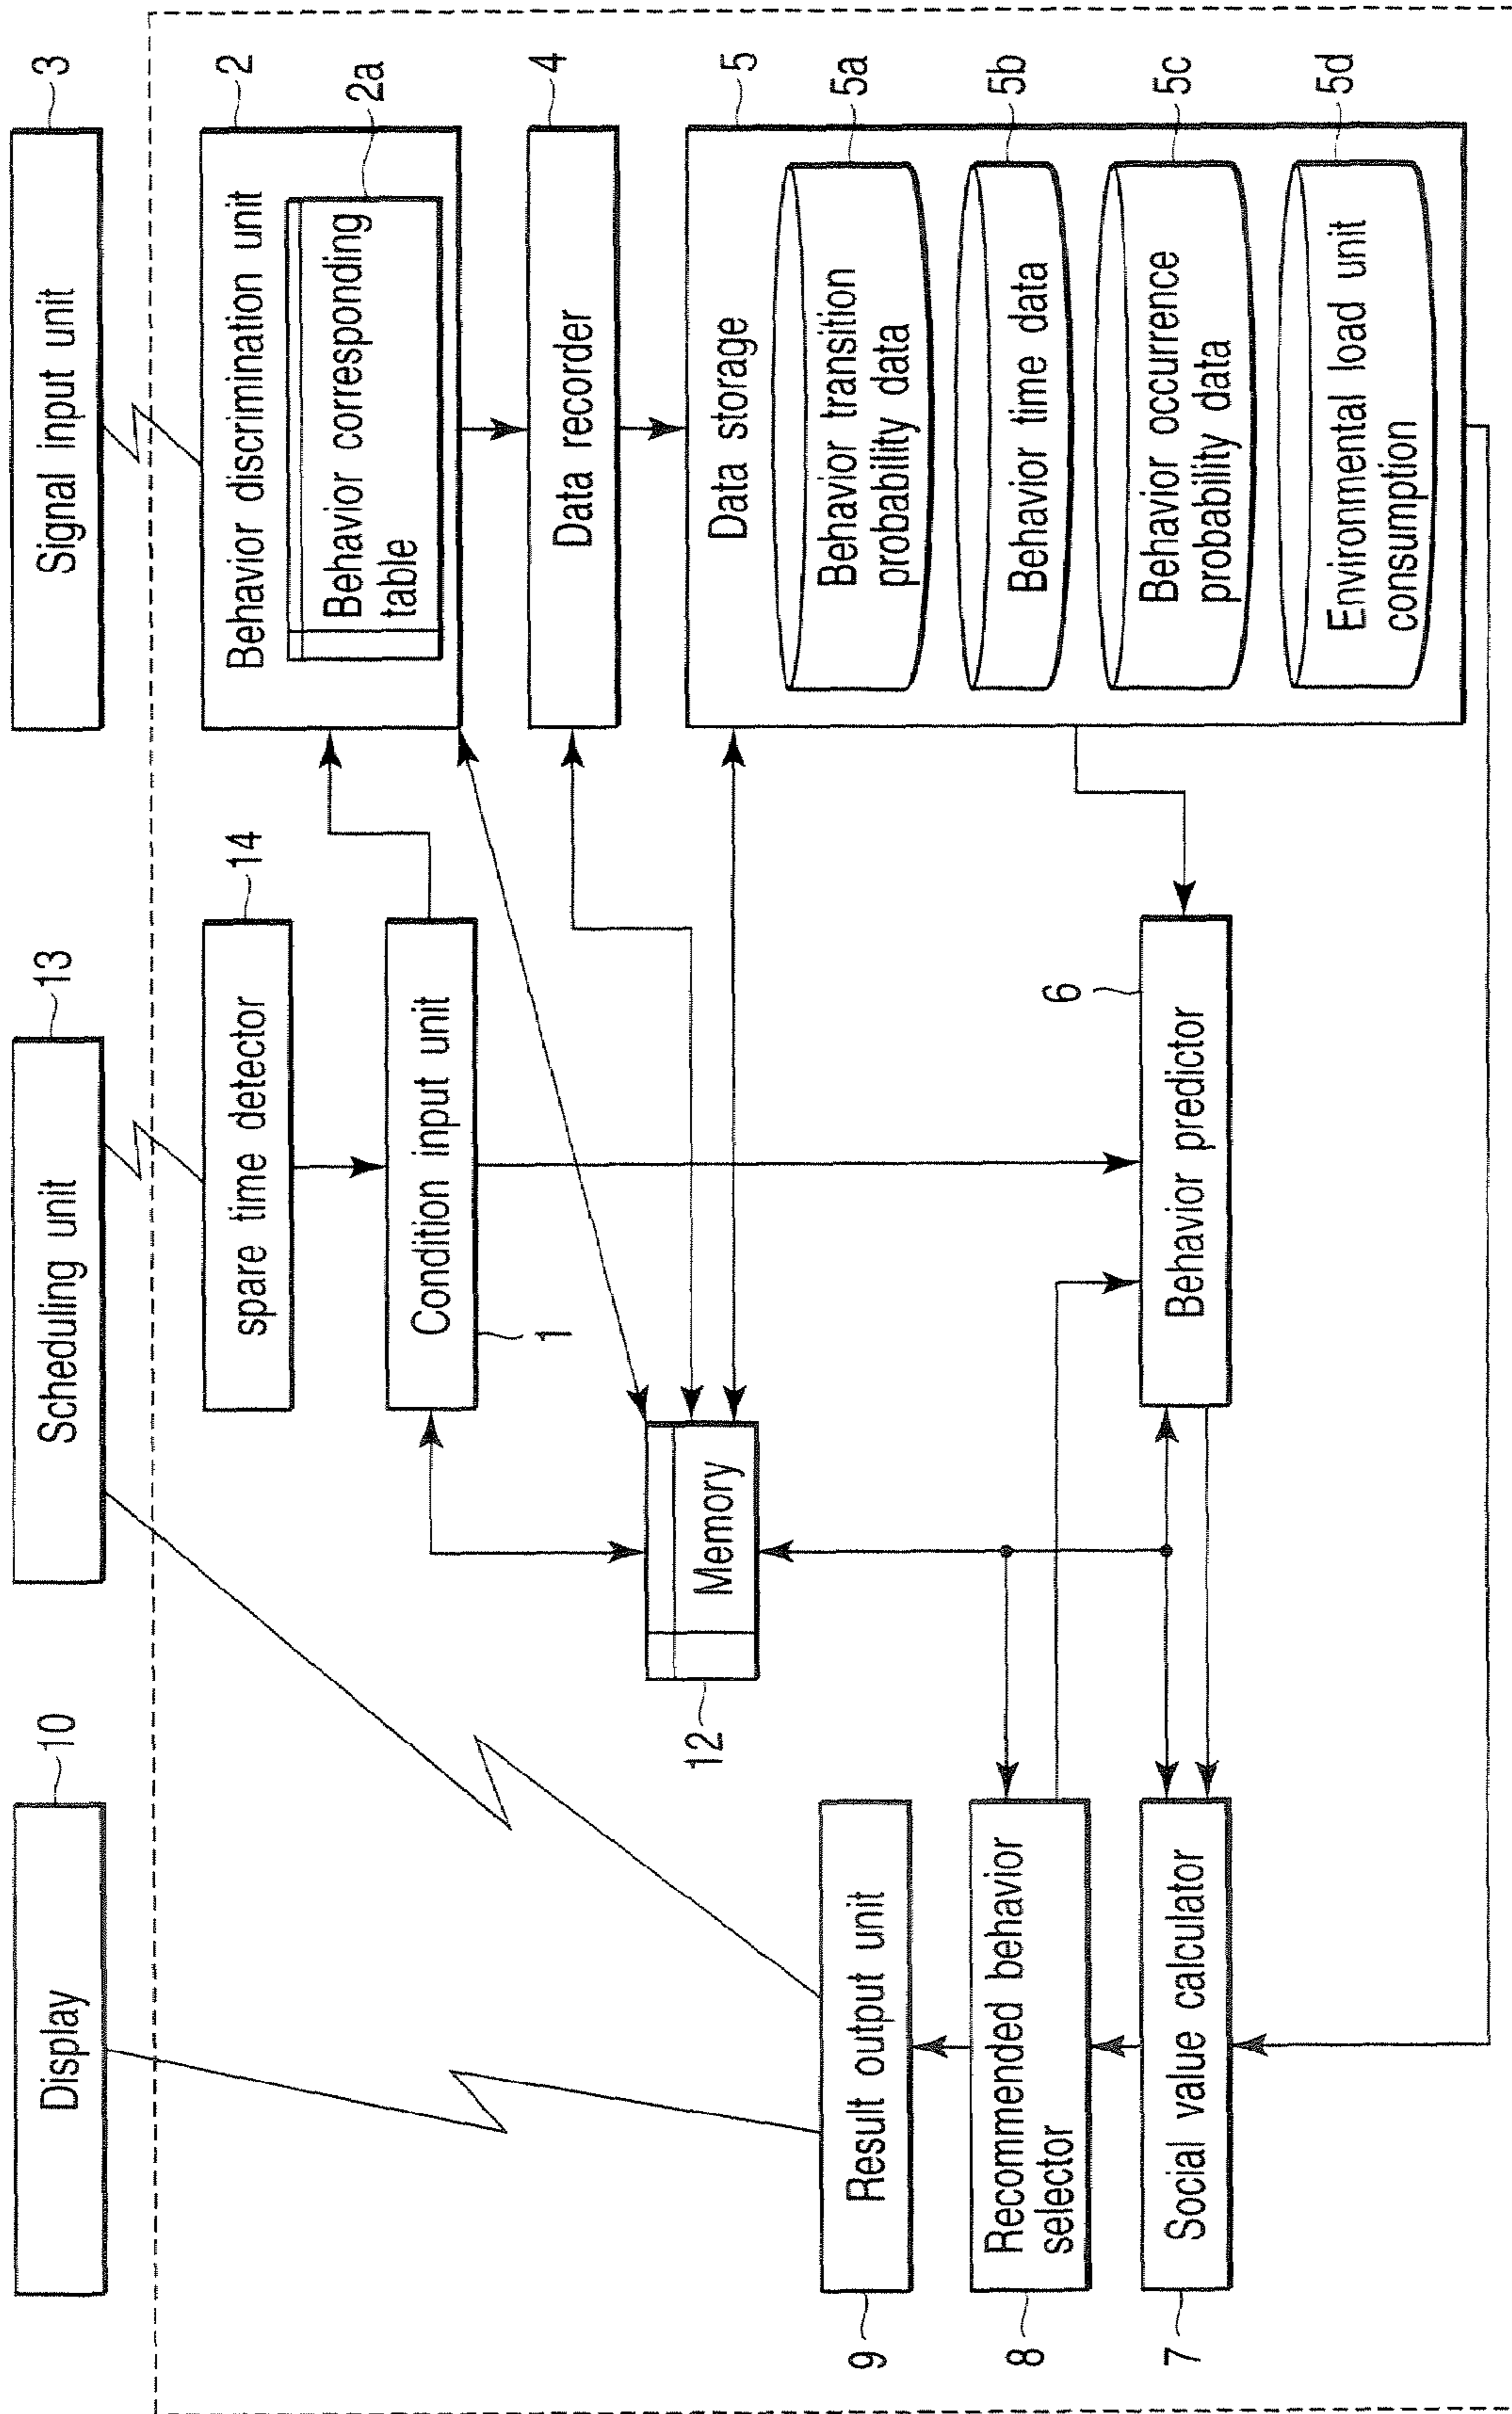 Display
10
Scheduling unit
13
Signal input unit
3
spare time detector
14
Behavior discrimination unit
2
Behavior corresponding
table
2a
Condition input unit
1
Data recorder
4
Memory
12
Data storage
5
Behavior transition
probability data
5a
Behavior time data
5b
Behavior occurrence
probability data
5c
Environmental load unit
consumption
5d
Result output unit
9
Recommended behavior
selector
8
Social value calculator
7
Behavior predictor
6